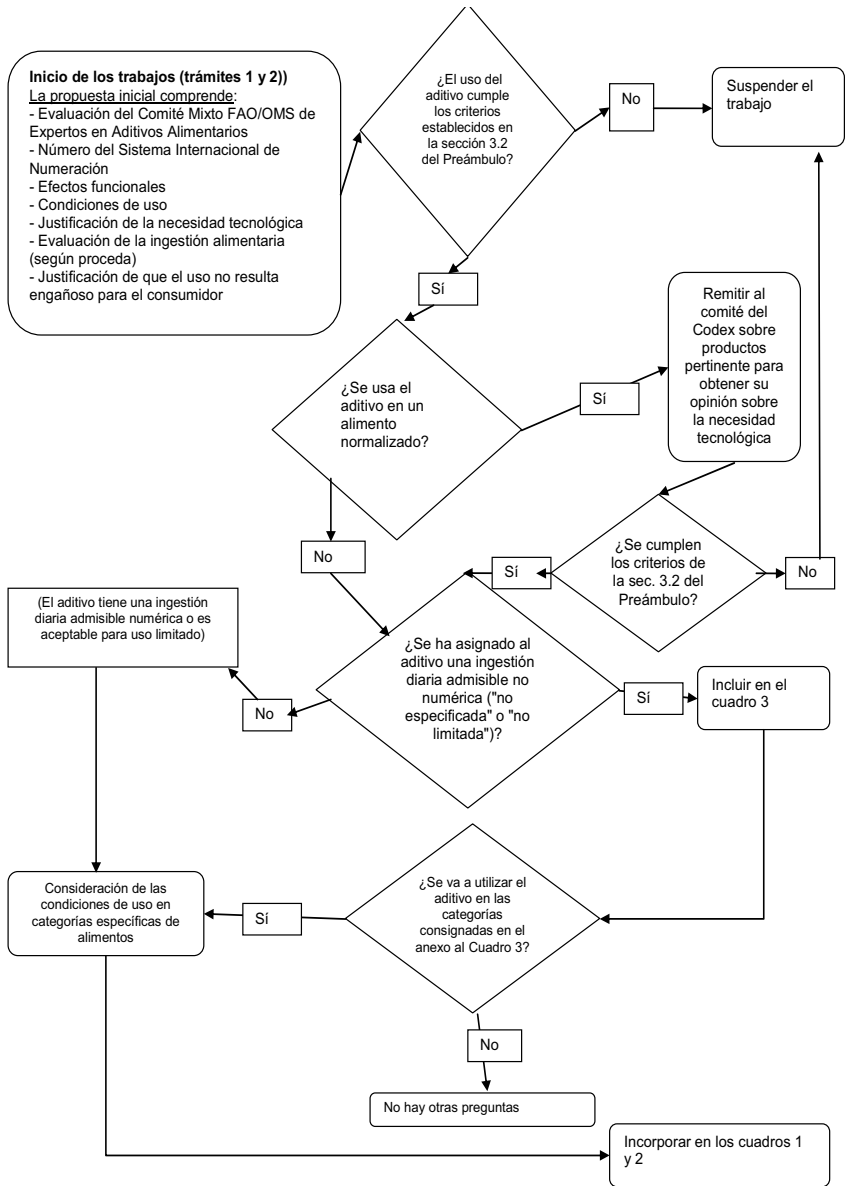 Inicio de los trabajos (trámites 1 y 2))
La propuesta inicial comprende:
- Evaluación del Comité Mixto FAO/OMS de
Expertos en Aditivos Alimentarios
- Número del Sistema Internacional de
Numeración
- Efectos funcionales
- Condiciones de uso
- Justificación de la necesidad tecnológica
- Evaluación de la ingestión alimentaria
(según proceda)
- Justificación de que el uso no resulta
engañoso para el consumidor
¿El uso del
aditivo cumple
los criterios
establecidos en
la sección 3.2
del Preámbulo?
No
Suspender el
trabajo
Sí
¿Se usa el
aditivo en un
alimento
normalizado?
Sí
Remitir al
comité del
Codex sobre
productos
pertinente para
obtener su
opinión sobre
la necesidad
tecnológica
No
¿Se cumplen
los criterios de
la sec. 3.2 del
Preámbulo?
Sí
No
(El aditivo tiene una ingestión
diaria admisible numérica o es
aceptable para uso limitado)
¿Se ha asignado al
aditivo una ingestión
diaria admisible no
numérica ("no
especificada" o "no
limitada")?
No
Sí
Incluir en el
cuadro 3
Consideración de las
condiciones de uso en
categorías especificas de
alimentos
Sí
¿Se va a utilizar el
aditivo en las
categorías
consignadas en el
anexo al Cuadro 3?
No
No hay otras preguntas
Incorporar en los cuadros 1
y 2